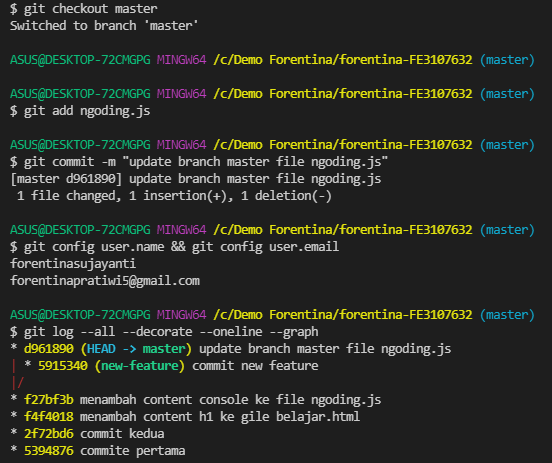 $ git checkout master
Switched to branch 'master'
ASUS@DESKTOP-72CMGPG MINGW64 /c/Demo Forentina/forentina-FE3107632 (master)
ASUS@DESKTOP-72CMGPG MINGW64 /c/Demo Forentina/forentina-FE3107632 (master)
$ git add ngoding.js
ASUS@DESKTOP-72CMGPG MINGW64 /c/Demo Forentina/forentina-FE3107632 (master)
$ git commit -m "update branch master file ngoding.js"
[master d961890] update branch master file ngoding.js
 1 file changed, 1 insertion(+), 1 deletion(-)
ASUS@DESKTOP-72CMGPG MINGW64 /c/Demo Forentina/forentina-FE3107632 (master)
$ git config user.name && git config user.email
forentinasujayanti
forentinapratiwi5@gmail.com
ASUS@DESKTOP-72CMGPG MINGW64 /c/Demo Forentina/forentina-FE3107632 (master)
$ git log --all --decorate --oneline --graph
* d961890 (HEAD -> master) update branch master file ngoding.js
| * 5915340 (new-feature) commit new feature
|/
* f27bf3b menambah content console ke file ngoding.js
* f4f4018 menambah content h1 ke gile belajar.html
* 2f72bd6 commit kedua
* 5394876 commite pertama